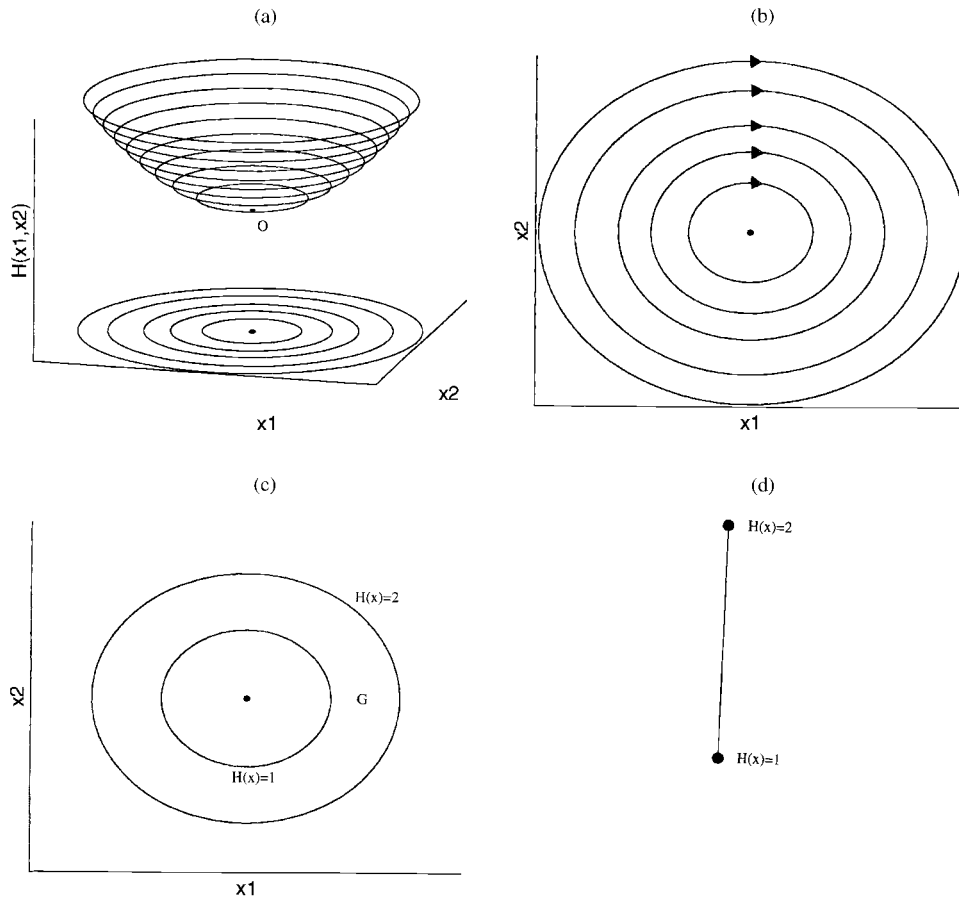 (a)
H(x1,x2)
O
x2
x1
(b)
x2
x1
(c)
x2
H(x)=2
G
H(x)=1
x1
(d)
H(x)=2
H(x)=1